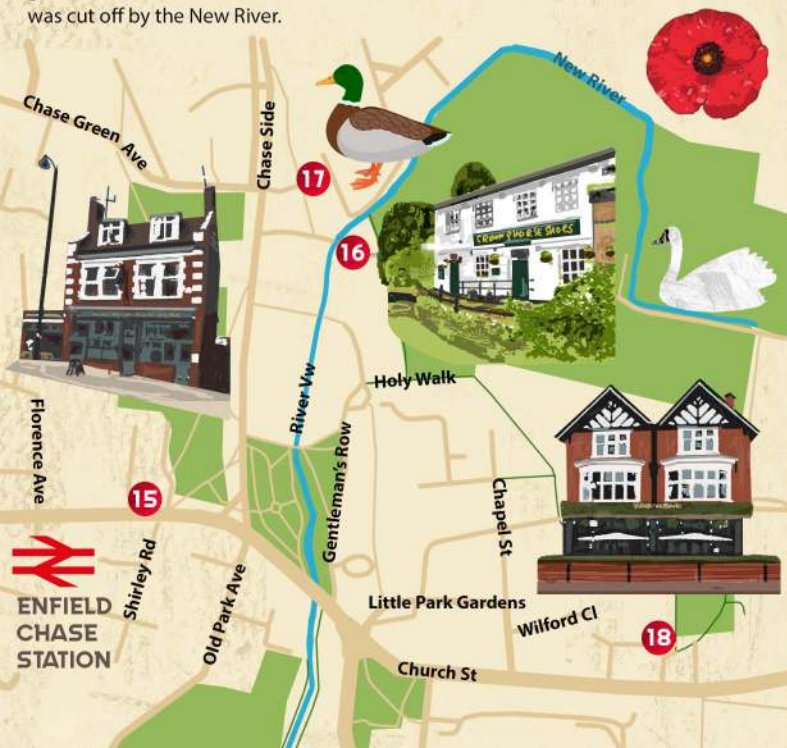 was cut off by the New River.
New River
Chase Green Ave
Chase Side
17
16
CROWN & HORSE SHOES
Holy Walk
River Vw
Florence Ave
Gentleman's Row
15
Chapel St
Shirley Rd
ENFIELD
CHASE
STATION
Old Park Ave
Little Park Gardens
Wilford Cl
18
Church St